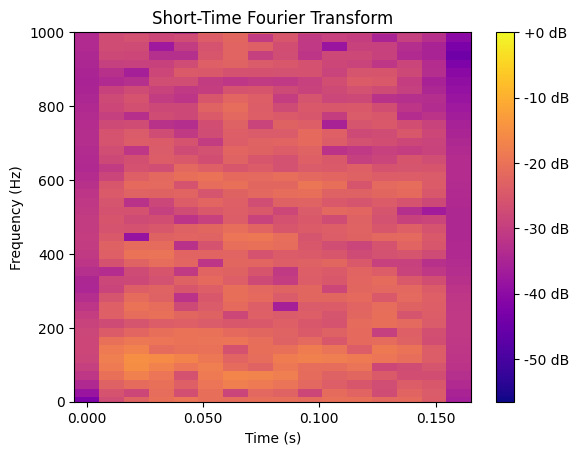 Short-Time Fourier Transform
1000
800
600
400
200
0
Frequency (Hz)
0.000
0.050
0.100
0.150
Time (s)
+0 dB
-10 dB
-20 dB
-30 dB
-40 dB
-50 dB